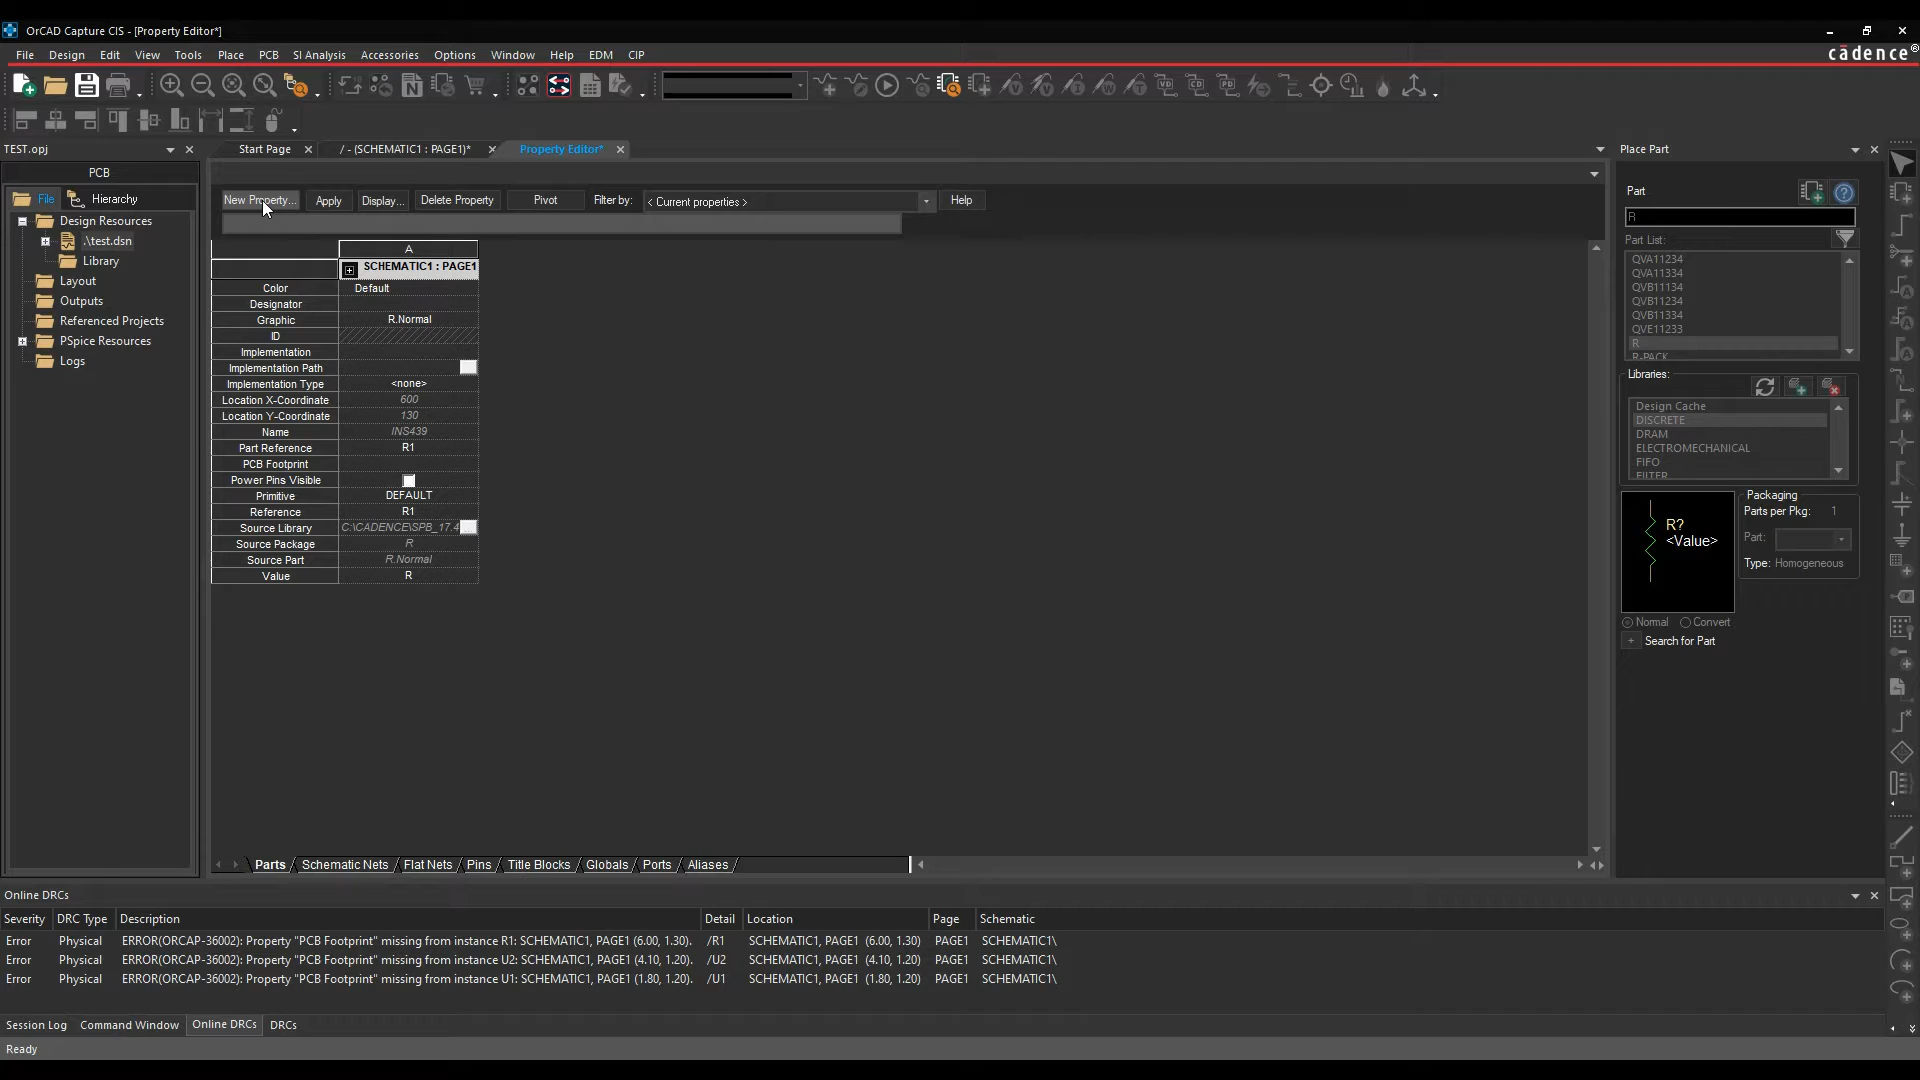 OrCAD Capture CIS - [Property Editor*]
File Design Edit View Tools Place PCB SI Analysis Accessories Options Window Help EDM CIP
cādence®
TEST.opj
Start Page / - (SCHEMATIC1 : PAGE1)* Property Editor*
Place Part
PCB
File Hierarchy
Design Resources
.\test.dsn
Library
Layout
Outputs
Referenced Projects
PSpice Resources
Logs
New Property... Apply Display... Delete Property Pivot Filter by: < Current properties > Help
A
SCHEMATIC1 : PAGE1
Color Default
Designator
Graphic R.Normal
ID
Implementation
Implementation Path
Implementation Type <none>
Location X-Coordinate 600
Location Y-Coordinate 130
Name INS439
Part Reference R1
PCB Footprint
Power Pins Visible
Primitive DEFAULT
Reference R1
Source Library C:\CADENCE\SPB_17.4
Source Package R
Source Part R.Normal
Value R
Parts Schematic Nets Flat Nets Pins Title Blocks Globals Ports Aliases
Part
R
Part List:
QVA11234
QVA11334
QVB11134
QVB11234
QVB11334
QVE11233
R
R-PACK
Libraries:
Design Cache
DISCRETE
DRAM
ELECTROMECHANICAL
FIFO
FILTER
R?
<Value>
Packaging
Parts per Pkg: 1
Part:
Type: Homogeneous
Normal Convert
+ Search for Part
Online DRCs
Severity DRC Type Description Detail Location Page Schematic
Error Physical ERROR(ORCAP-36002): Property "PCB Footprint" missing from instance R1: SCHEMATIC1, PAGE1 (6.00, 1.30). /R1 SCHEMATIC1, PAGE1 (6.00, 1.30) PAGE1 SCHEMATIC1\
Error Physical ERROR(ORCAP-36002): Property "PCB Footprint" missing from instance U2: SCHEMATIC1, PAGE1 (4.10, 1.20). /U2 SCHEMATIC1, PAGE1 (4.10, 1.20) PAGE1 SCHEMATIC1\
Error Physical ERROR(ORCAP-36002): Property "PCB Footprint" missing from instance U1: SCHEMATIC1, PAGE1 (1.80, 1.20). /U1 SCHEMATIC1, PAGE1 (1.80, 1.20) PAGE1 SCHEMATIC1\
Session Log Command Window Online DRCs DRCs
Ready